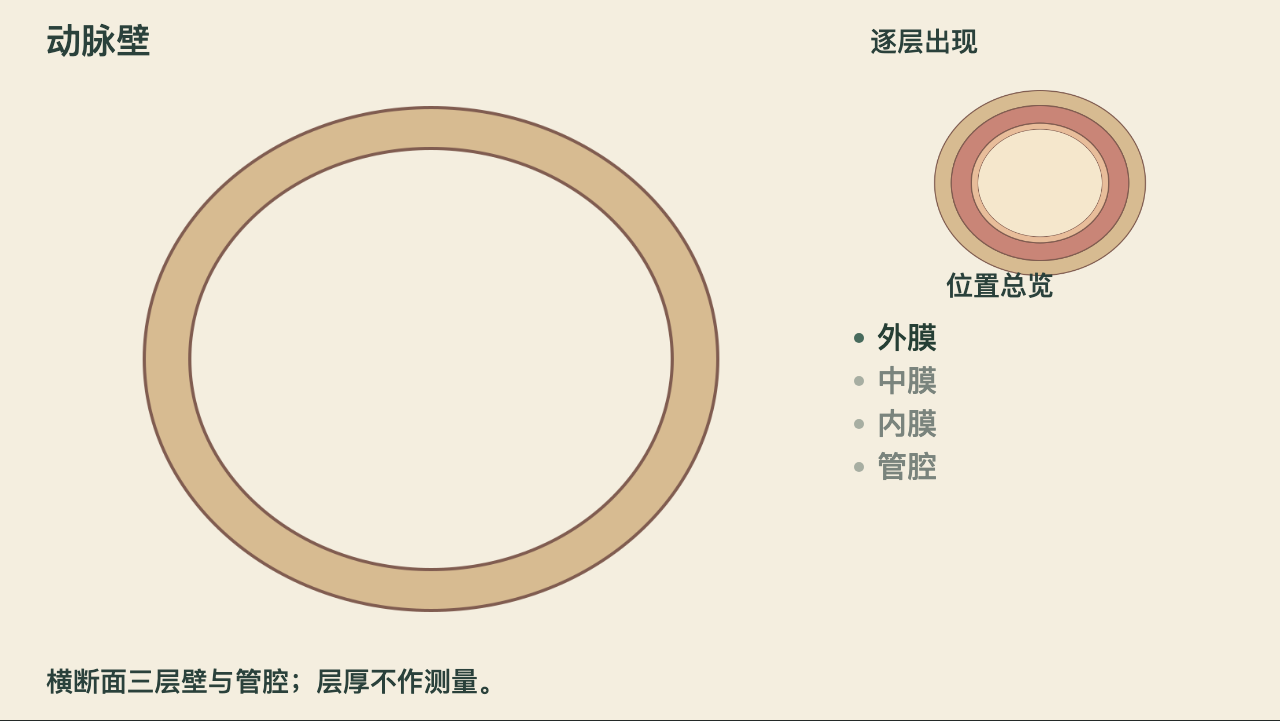 动脉壁
逐层出现
位置总览
外膜
中膜
内膜
管腔
横断面三层壁与管腔；层厚不作测量。